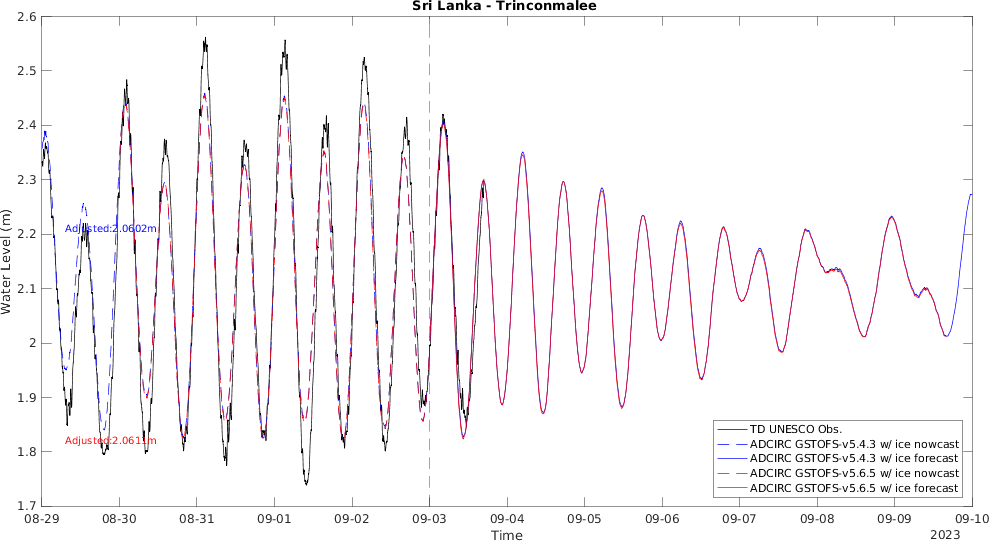 Sri Lanka - Trinconmalee
2.6
2.5
2.4
2.3
2.2
2.1
2
1.9
1.8
1.7
Water Level (m)
Adjusted:2.0602m
Adjusted:2.0611m
TD UNESCO Obs.
ADCIRC GSTOFS-v5.4.3 w/ ice nowcast
ADCIRC GSTOFS-v5.4.3 w/ ice forecast
ADCIRC GSTOFS-v5.6.5 w/ ice nowcast
ADCIRC GSTOFS-v5.6.5 w/ ice forecast
08-29 08-30 08-31 09-01 09-02 09-03 09-04 09-05 09-06 09-07 09-08 09-09 09-10
Time
2023